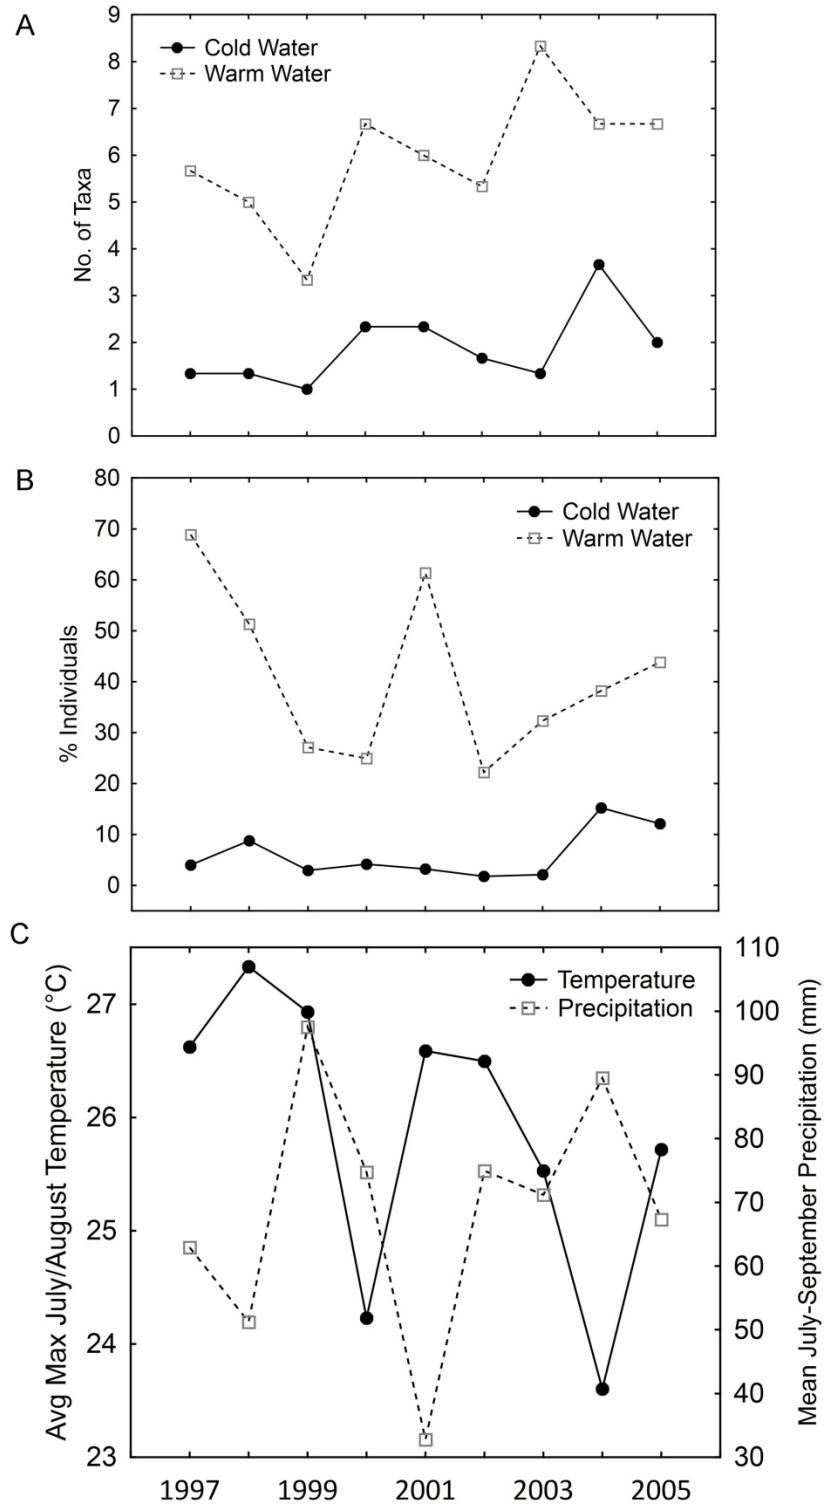 A
9
8
7
6
5
4
3
2
1
0
No. of Taxa
Cold Water
Warm Water
B
80
70
60
50
40
30
20
10
0
% Individuals
Cold Water
Warm Water
C
27
26
25
24
23
Avg Max July/August Temperature (°C)
Temperature
Precipitation
110
100
90
80
70
60
50
40
30
Mean July-September Precipitation (mm)
1997 1999 2001 2003 2005